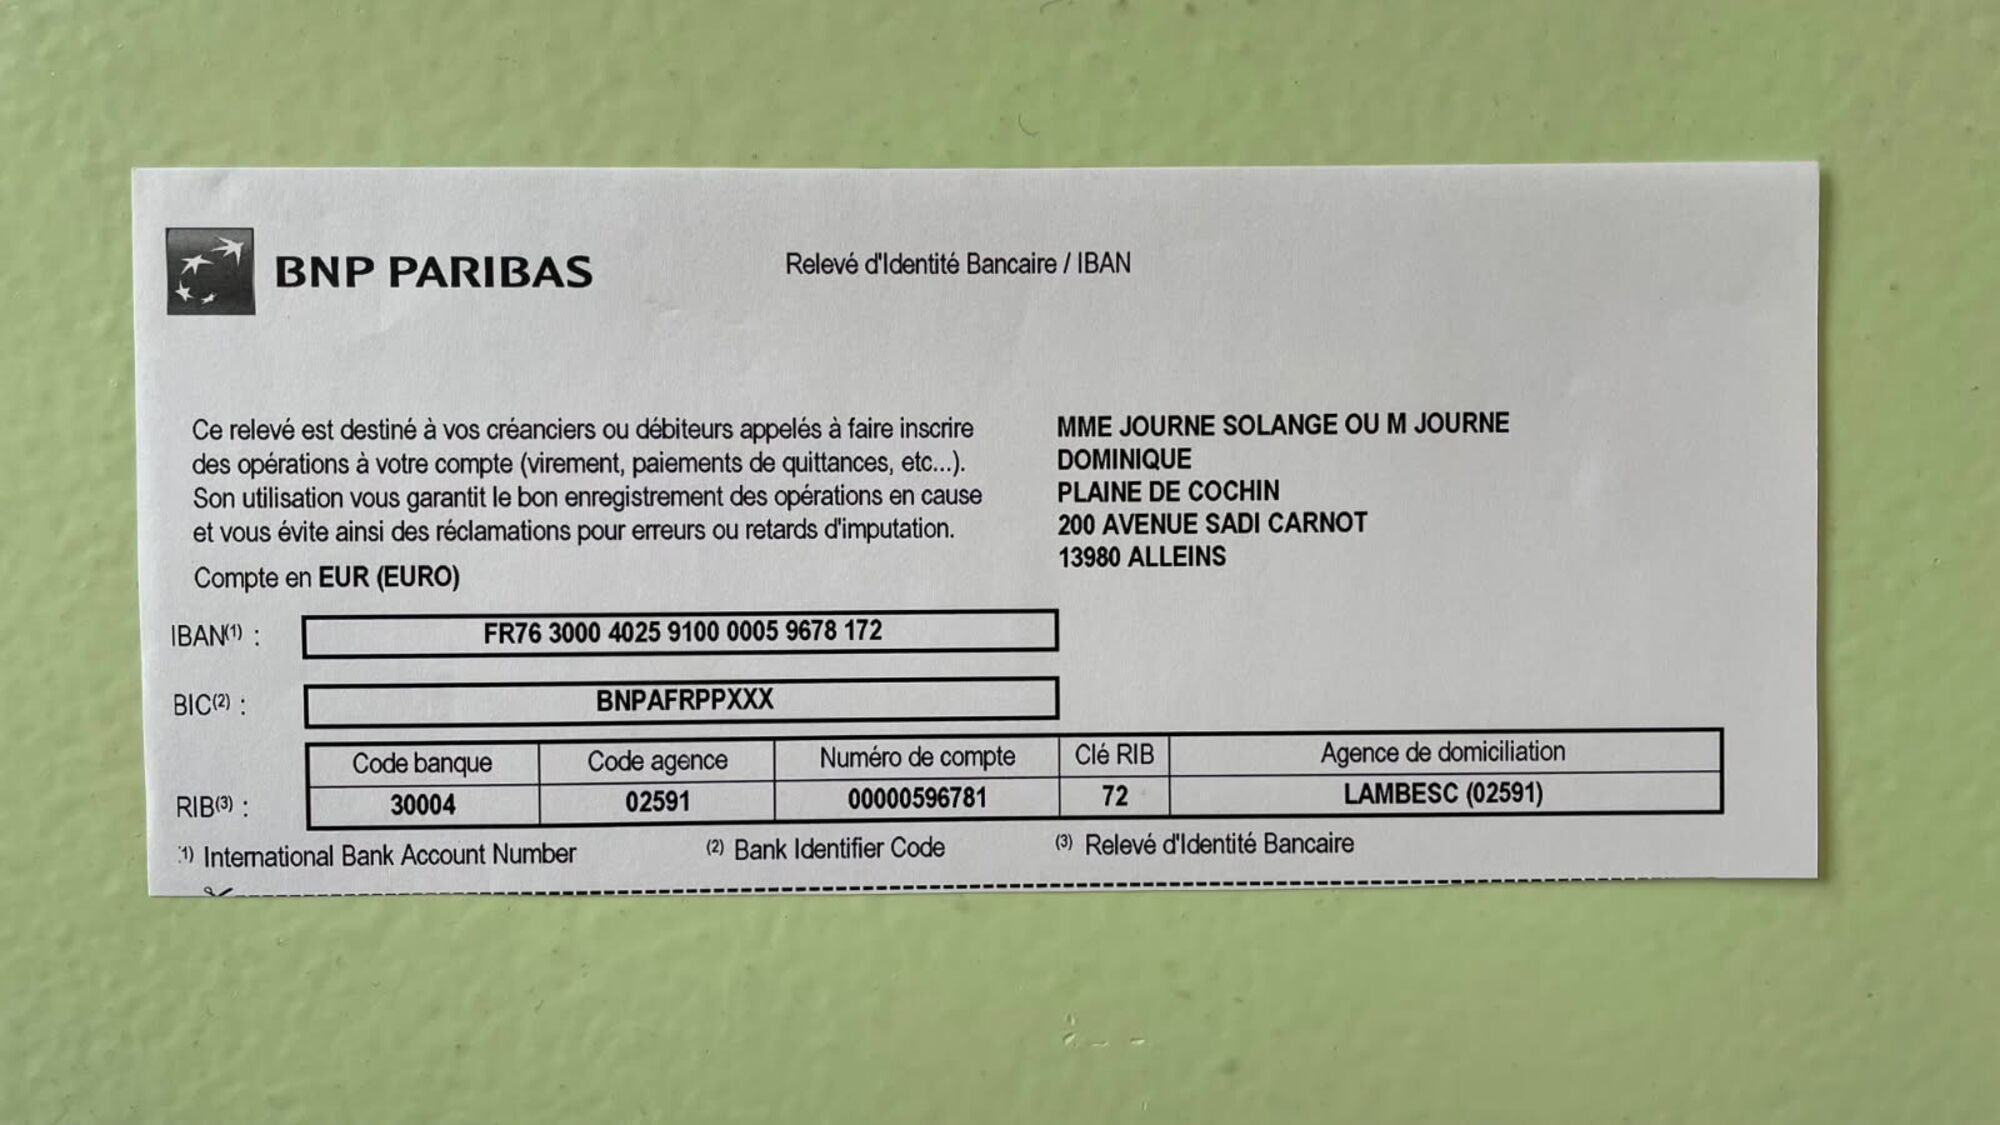 BNP PARIBAS
Relevé d'Identité Bancaire / IBAN
Ce relevé est destiné à vos créanciers ou débiteurs appelés à faire inscrire
des opérations à votre compte (virement, paiements de quittances, etc...).
Son utilisation vous garantit le bon enregistrement des opérations en cause
et vous évite ainsi des réclamations pour erreurs ou retards d'imputation.
MME JOURNE SOLANGE OU M JOURNE
DOMINIQUE
PLAINE DE COCHIN
200 AVENUE SADI CARNOT
13980 ALLEINS
Compte en EUR (EURO)
IBAN(1) : FR76 3000 4025 9100 0005 9678 172
BIC(2) : BNPAFRPPXXX
Code banque Code agence Numéro de compte Clé RIB Agence de domiciliation
RIB(3) : 30004 02591 00000596781 72 LAMBESC (02591)
(1) International Bank Account Number (2) Bank Identifier Code (3) Relevé d'Identité Bancaire